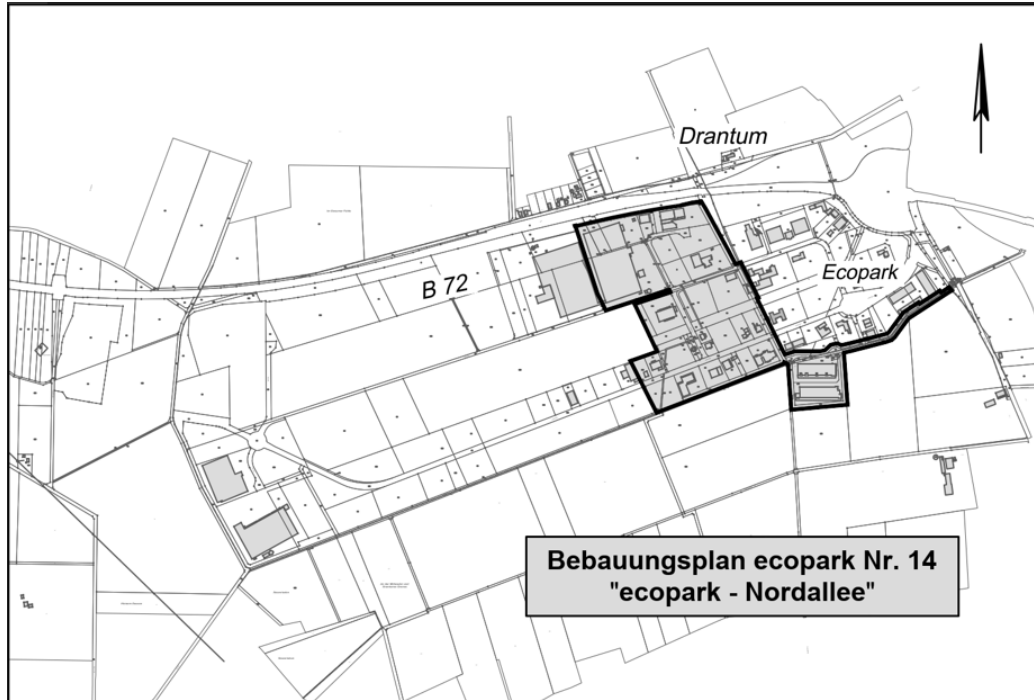 Drantum
Ecopark
B 72
Bebauungsplan ecopark Nr. 14
"ecopark - Nordallee"